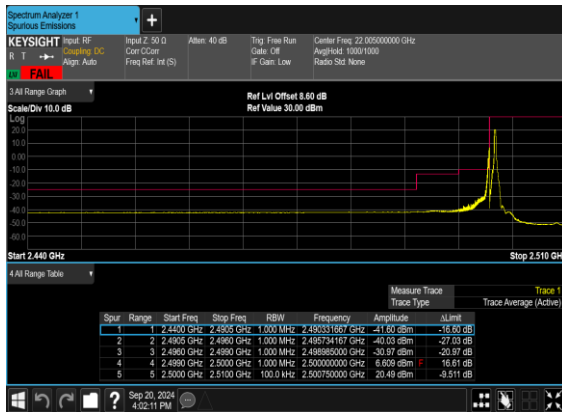 Spectrum Analyzer 1
Spurious Emissions
KEYSIGHT Input: RF Input Z: 50 Ω Atten: 40 dB Trig: Free Run Center Freq: 22.005000000 GHz
R T Coupling: DC Corr CCorr Gate: Off Avg|Hold: 1000/1000
Align: Auto Freq Ref: Int (S) IF Gain: Low Radio Std: None
FAIL
3 All Range Graph
Ref Lvl Offset 8.60 dB
Scale/Div 10.0 dB Ref Value 30.00 dBm
Log
20.0
10.0
0.00
-10.0
-20.0
-30.0
-40.0
-50.0
-60.0
Start 2.440 GHz Stop 2.510 GH
4 All Range Table
Measure Trace Trace 1
Trace Type Trace Average (Active)
Spur Range Start Freq Stop Freq RBW Frequency Amplitude ΔLimit
1 1 2.4400 GHz 2.4905 GHz 1.000 MHz 2.490331667 GHz -41.60 dBm -16.60 dB
2 2 2.4905 GHz 2.4960 GHz 1.000 MHz 2.495734167 GHz -40.03 dBm -27.03 dB
3 3 2.4960 GHz 2.4990 GHz 1.000 MHz 2.498985000 GHz -30.97 dBm -20.97 dB
4 4 2.4990 GHz 2.5000 GHz 1.000 MHz 2.500000000 GHz 6.609 dBm F 16.61 dB
5 5 2.5000 GHz 2.5100 GHz 100.0 kHz 2.500750000 GHz 20.49 dBm -9.511 dB
Sep 20, 2024
4:02:11 PM